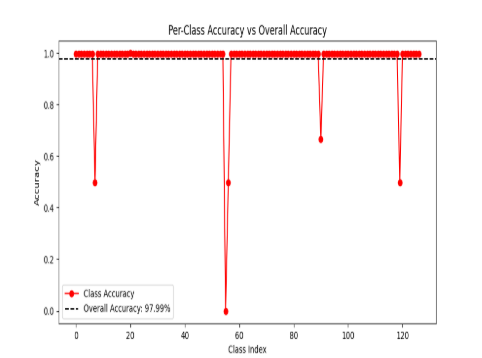 Per-Class Accuracy vs Overall Accuracy
1.0
0.8
0.6
0.4
0.2
0.0
Accuracy
Class Accuracy
Overall Accuracy: 97.99%
0 20 40 60 80 100 120
Class Index